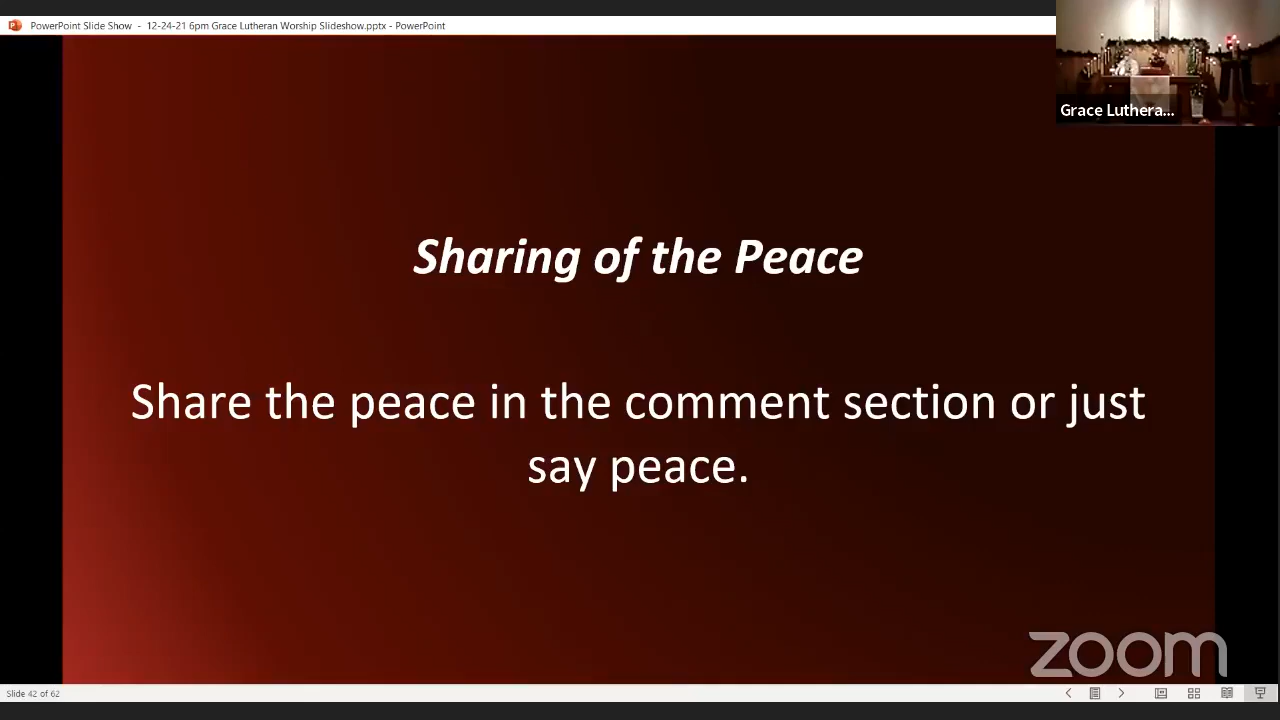 PowerPoint Slide Show - 12-24-21 6pm Grace Lutheran Worship Slideshow.pptx - PowerPoint
Grace Luthera...
Sharing of the Peace
Share the peace in the comment section or just
say peace.
zoom
Slide 42 of 62